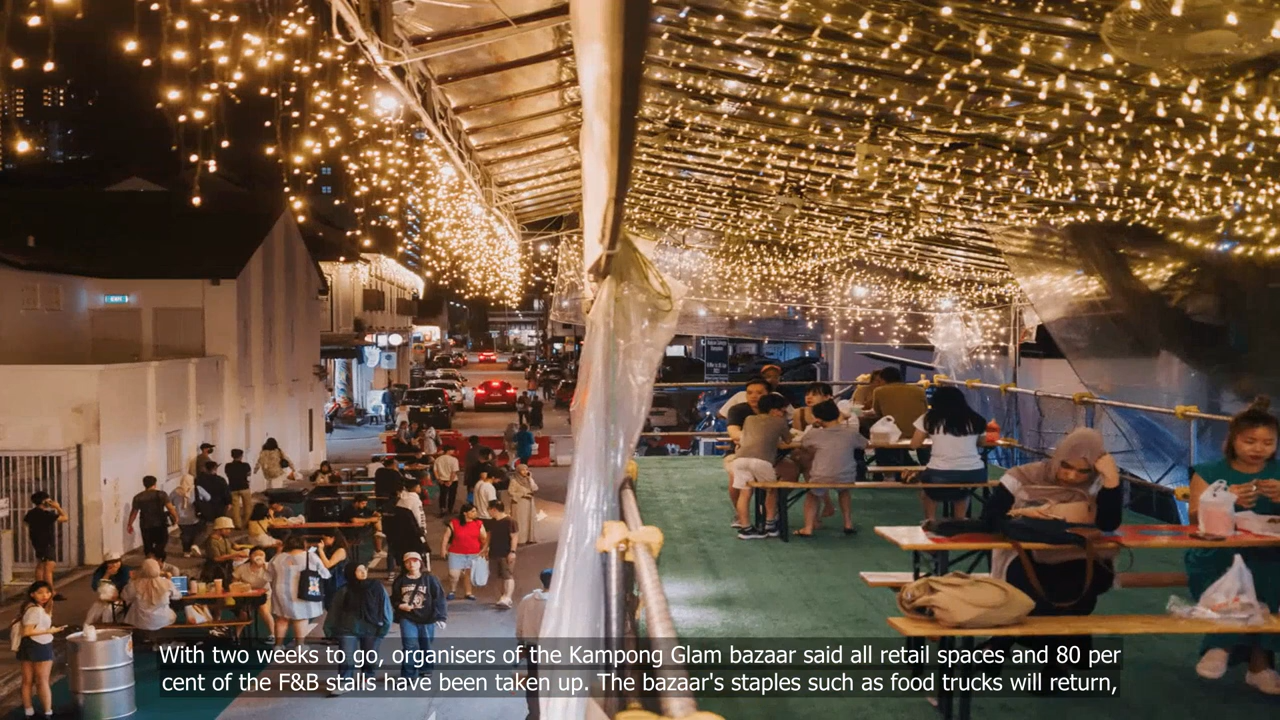 With two weeks to go, organisers of the Kampong Glam bazaar said all retail spaces and 80 per
cent of the F&B stalls have been taken up. The bazaar's staples such as food trucks will return,